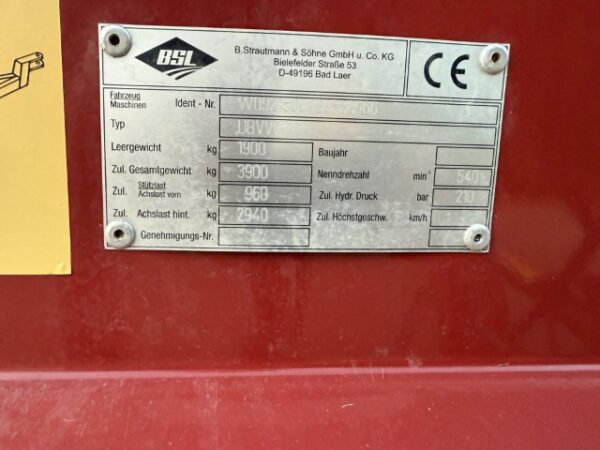 BSL
B.Strautmann & Söhne GmbH u. Co. KG
Bielefelder Straße 53
D-49196 Bad Laer
CE
Fahrzeug
Maschinen Ident - Nr.
Typ
Leergewicht kg 1900 Baujahr
Zul. Gesamtgewicht kg 3900 Nenndrehzahl min⁻¹ 540
Zul. Stützlast
Achslast vorn. kg 960 Zul. Hydr. Druck bar 210
Zul. Achslast hint. kg 2940 Zul. Höchstgeschw. km/h
Genehmigungs-Nr.